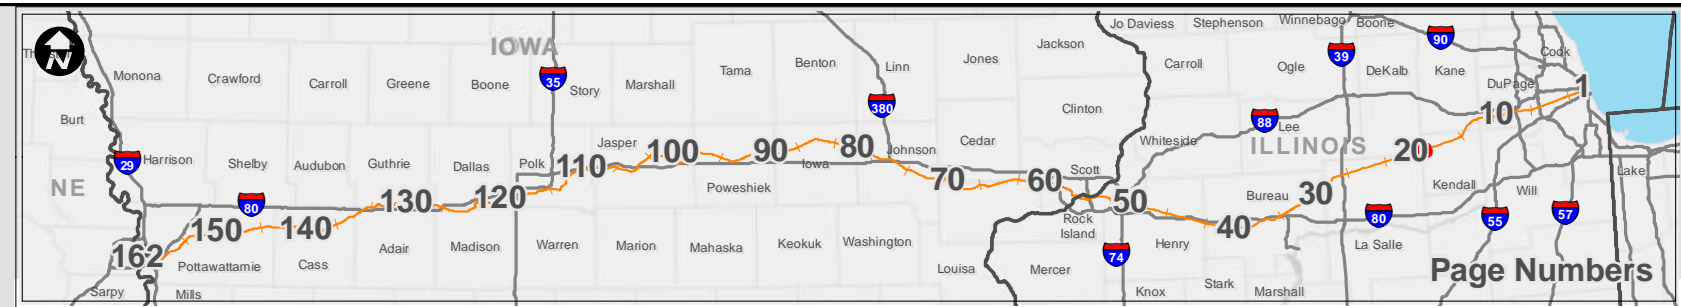 Jo Daviess Stephenson Winnebago Boone
N
Th
IOWA
Monona Crawford Carroll Greene Boone 35 Story Marshall Tama Benton Linn Jones Jackson Carroll Ogle 39 DeKalb 90 Kane Cook
DuPage 1
Burt 380 Clinton 88 Lee 10
Whiteside ILLINOIS
29 Harrison Shelby Audubon Guthrie Dallas Polk Jasper 100 90 80 Johnson Cedar Scott 20
110 Iowa
NE 80 130 120 Poweshiek 70 60 50 Bureau 30 Kendall Will Lake
150 140 Rock Island 40 80 55 57
162 Pottawattamie Cass Adair Madison Warren Marion Mahaska Keokuk Washington Louisa Mercer 74 Henry La Salle
Sarpy Mills Knox Stark Marshall
Page Numbers